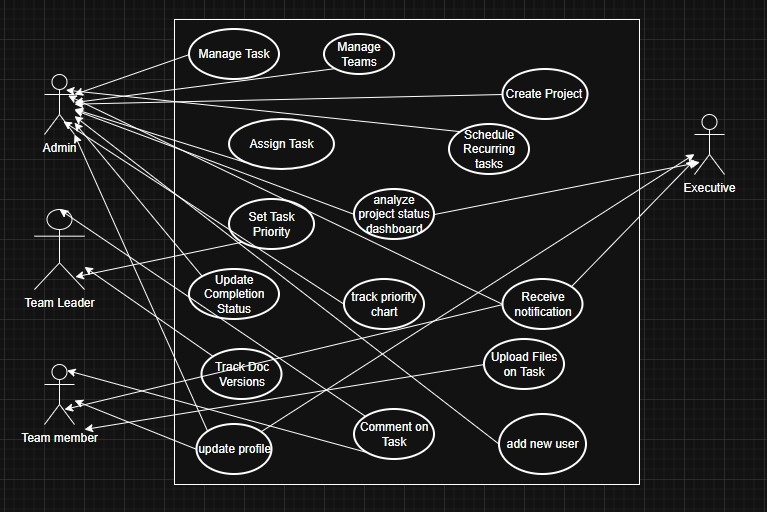 Manage Task
Manage
Teams
Create Project
Admin
Assign Task
Schedule
Recurring
tasks
Executive
analyze
project status
dashboard
Set Task
Priority
Team Leader
Update
Completion
Status
track priority
chart
Receive
notification
Track Doc
Versions
Upload Files
on Task
Team member
update profile
Comment on
Task
add new user